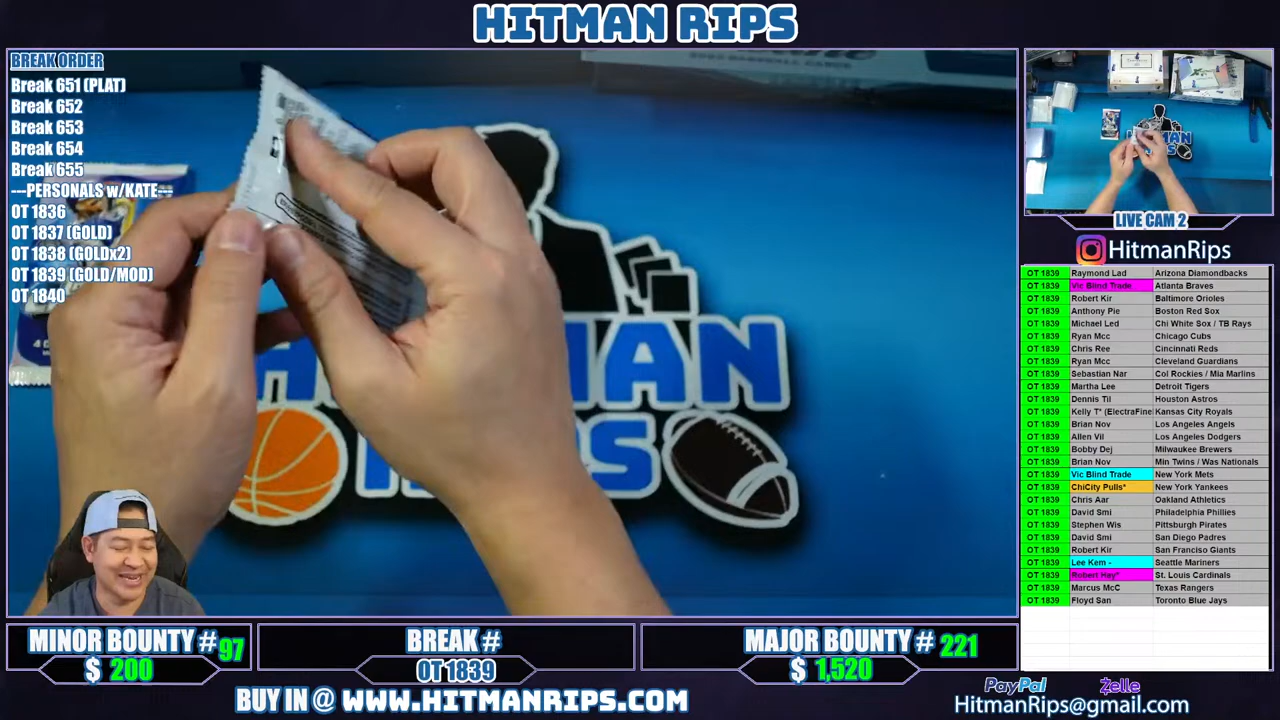 HITMAN RIPS
BREAK ORDER
Break 651 (PLAT)
Break 652
Break 653
Break 654
Break 655
---PERSONALS w/KATE---
OT 1836
OT 1837 (GOLD)
OT 1838 (GOLDx2)
OT 1839 (GOLD/MOD)
OT 1840
LIVE CAM 2
HitmanRips
OT 1839 Raymond Lad Arizona Diamondbacks
OT 1839 Vic Blind Trade Atlanta Braves
OT 1839 Robert Kir Baltimore Orioles
OT 1839 Anthony Pie Boston Red Sox
OT 1839 Michael Led Chi White Sox / TB Rays
OT 1839 Ryan Mcc Chicago Cubs
OT 1839 Chris Ree Cincinnati Reds
OT 1839 Ryan Mcc Cleveland Guardians
OT 1839 Sebastian Nar Col Rockies / Mia Marlins
OT 1839 Martha Lee Detroit Tigers
OT 1839 Dennis Til Houston Astros
OT 1839 Kelly T* (ElectraFine Kansas City Royals
OT 1839 Brian Nov Los Angeles Angels
OT 1839 Allen Vil Los Angeles Dodgers
OT 1839 Bobby Dej Milwaukee Brewers
OT 1839 Brian Nov Min Twins / Was Nationals
OT 1839 Vic Blind Trade New York Mets
OT 1839 ChiCity Pulls* New York Yankees
OT 1839 Chris Aar Oakland Athletics
OT 1839 David Smi Philadelphia Phillies
OT 1839 Stephen Wis Pittsburgh Pirates
OT 1839 David Smi San Diego Padres
OT 1839 Robert Kir San Franciso Giants
OT 1839 Lee Kem - Seattle Mariners
OT 1839 Robert Hay* St. Louis Cardinals
OT 1839 Marcus McC Texas Rangers
OT 1839 Floyd San Toronto Blue Jays
MINOR BOUNTY # 97
$ 200
BREAK #
OT 1839
MAJOR BOUNTY # 221
$ 1,520
BUY IN @ WWW.HITMANRIPS.COM
PayPal Zelle
HitmanRips@gmail.com